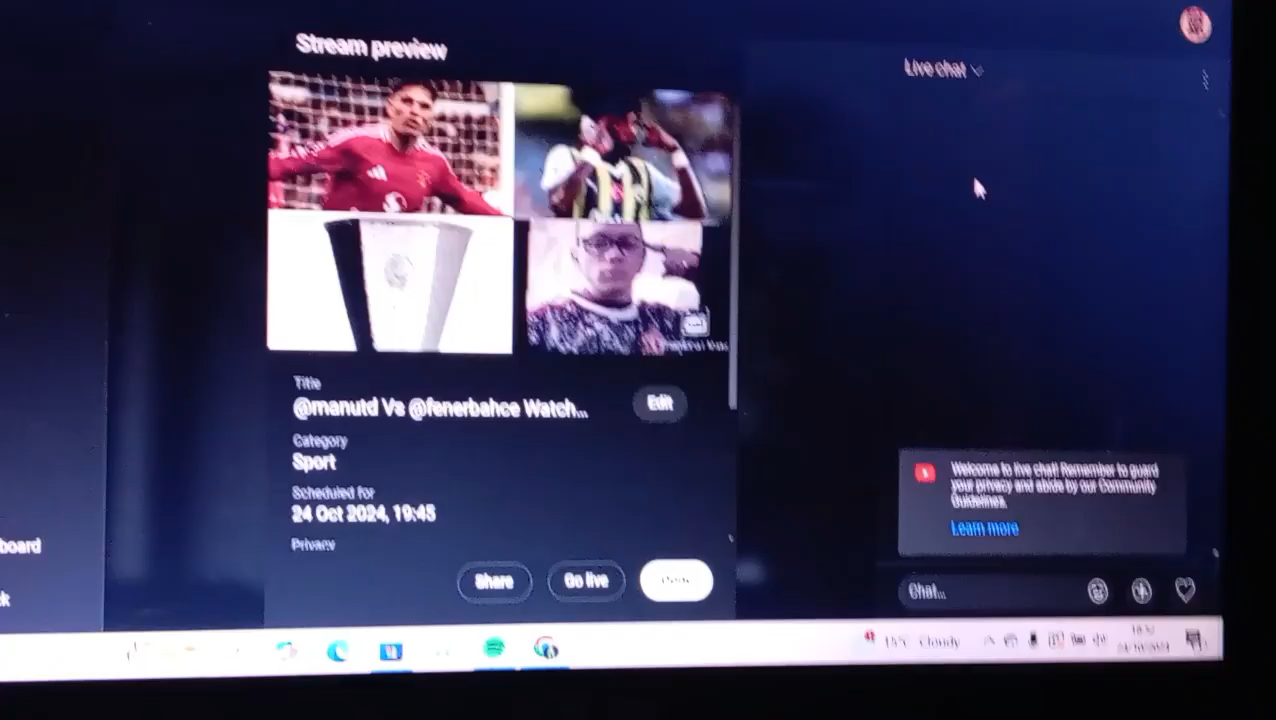 Stream preview
Live chat
Title
@manutd Vs @fenerbahce Watch...
Edit
Category
Sport
Scheduled for
24 Oct 2024, 19:45
Privacy
Share
Go live
Done
Welcome to live chat! Remember to guard
your privacy and abide by our Community
Guidelines.
Learn more
Chat...
board
k
15°C Cloudy